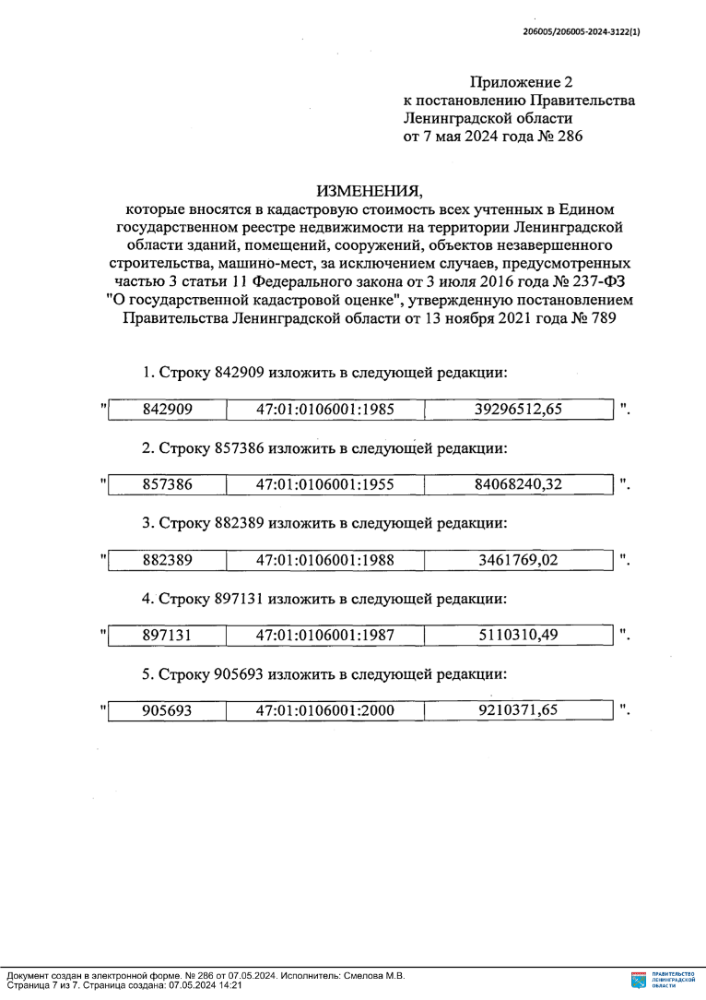 206005/206005-2024-3122(1)
Приложение 2
к постановлению Правительства
Ленинградской области
от 7 мая 2024 года № 286
ИЗМЕНЕНИЯ,
которые вносятся в кадастровую стоимость всех учтенных в Едином
государственном реестре недвижимости на территории Ленинградской
области зданий, помещений, сооружений, объектов незавершенного
строительства, машино-мест, за исключением случаев, предусмотренных
частью 3 статьи 11 Федерального закона от 3 июля 2016 года № 237-ФЗ
"О государственной кадастровой оценке", утвержденную постановлением
Правительства Ленинградской области от 13 ноября 2021 года № 789
1. Строку 842909 изложить в следующей редакции:
" 842909 47:01:0106001:1985 39296512,65 ".
2. Строку 857386 изложить в следующей редакции:
" 857386 47:01:0106001:1955 84068240,32 ".
3. Строку 882389 изложить в следующей редакции:
" 882389 47:01:0106001:1988 3461769,02 ".
4. Строку 897131 изложить в следующей редакции:
" 897131 47:01:0106001:1987 5110310,49 ".
5. Строку 905693 изложить в следующей редакции:
" 905693 47:01:0106001:2000 9210371,65 ".
Документ создан в электронной форме. № 286 от 07.05.2024. Исполнитель: Смелова М.В.
Страница 7 из 7. Страница создана: 07.05.2024 14:21
ПРАВИТЕЛЬСТВО
ЛЕНИНГРАДСКОЙ
ОБЛАСТИ